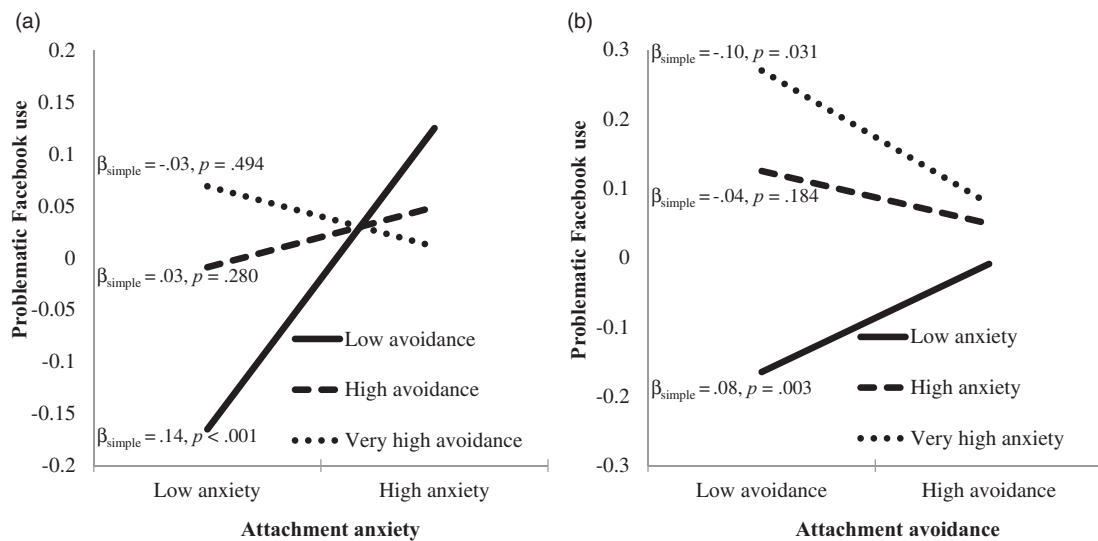 (a)
0.2
0.15
0.1
0.05
0
-0.05
-0.1
-0.15
-0.2
Problematic Facebook use
βsimple = -.03, p = .494
βsimple = .03, p = .280
βsimple = .14, p < .001
Low avoidance
High avoidance
Very high avoidance
Low anxiety
High anxiety
Attachment anxiety
(b)
0.3
0.2
0.1
0
-0.1
-0.2
-0.3
Problematic Facebook use
βsimple = -.10, p = .031
βsimple = -.04, p = .184
βsimple = .08, p = .003
Low anxiety
High anxiety
Very high anxiety
Low avoidance
High avoidance
Attachment avoidance